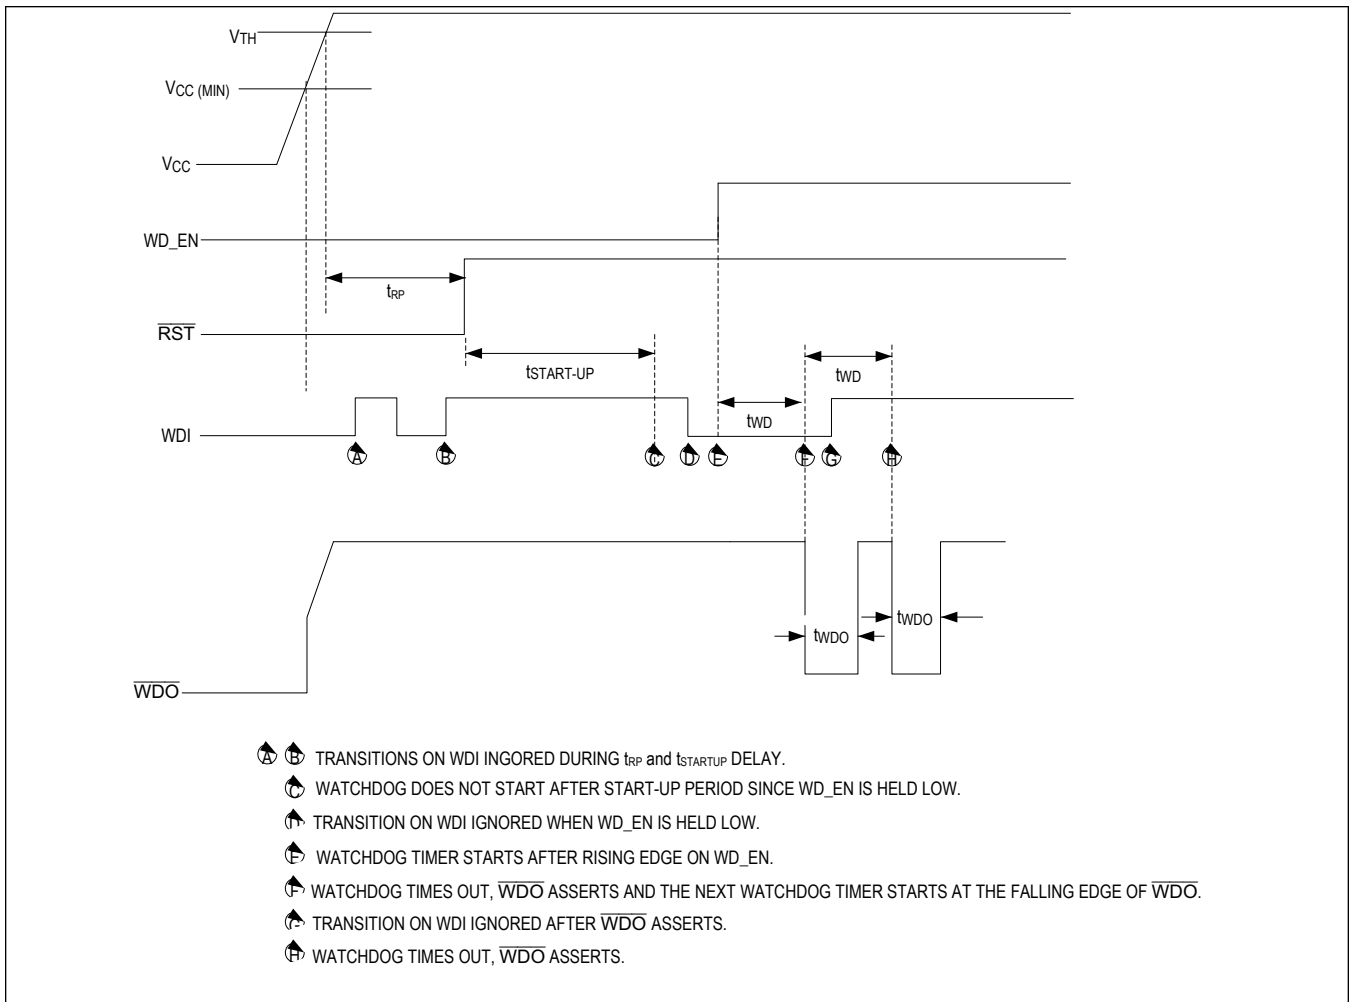 VTH
VCC (MIN)
VCC
WD_EN
tRP
RST
tSTART-UP
tWD
tWD
WDI
A B C D E F G H
tWDO
tWDO
WDO
A B TRANSITIONS ON WDI INGORED DURING tRP and tSTARTUP DELAY.
C WATCHDOG DOES NOT START AFTER START-UP PERIOD SINCE WD_EN IS HELD LOW.
D TRANSITION ON WDI IGNORED WHEN WD_EN IS HELD LOW.
E WATCHDOG TIMER STARTS AFTER RISING EDGE ON WD_EN.
F WATCHDOG TIMES OUT, WDO ASSERTS AND THE NEXT WATCHDOG TIMER STARTS AT THE FALLING EDGE OF WDO.
G TRANSITION ON WDI IGNORED AFTER WDO ASSERTS.
H WATCHDOG TIMES OUT, WDO ASSERTS.